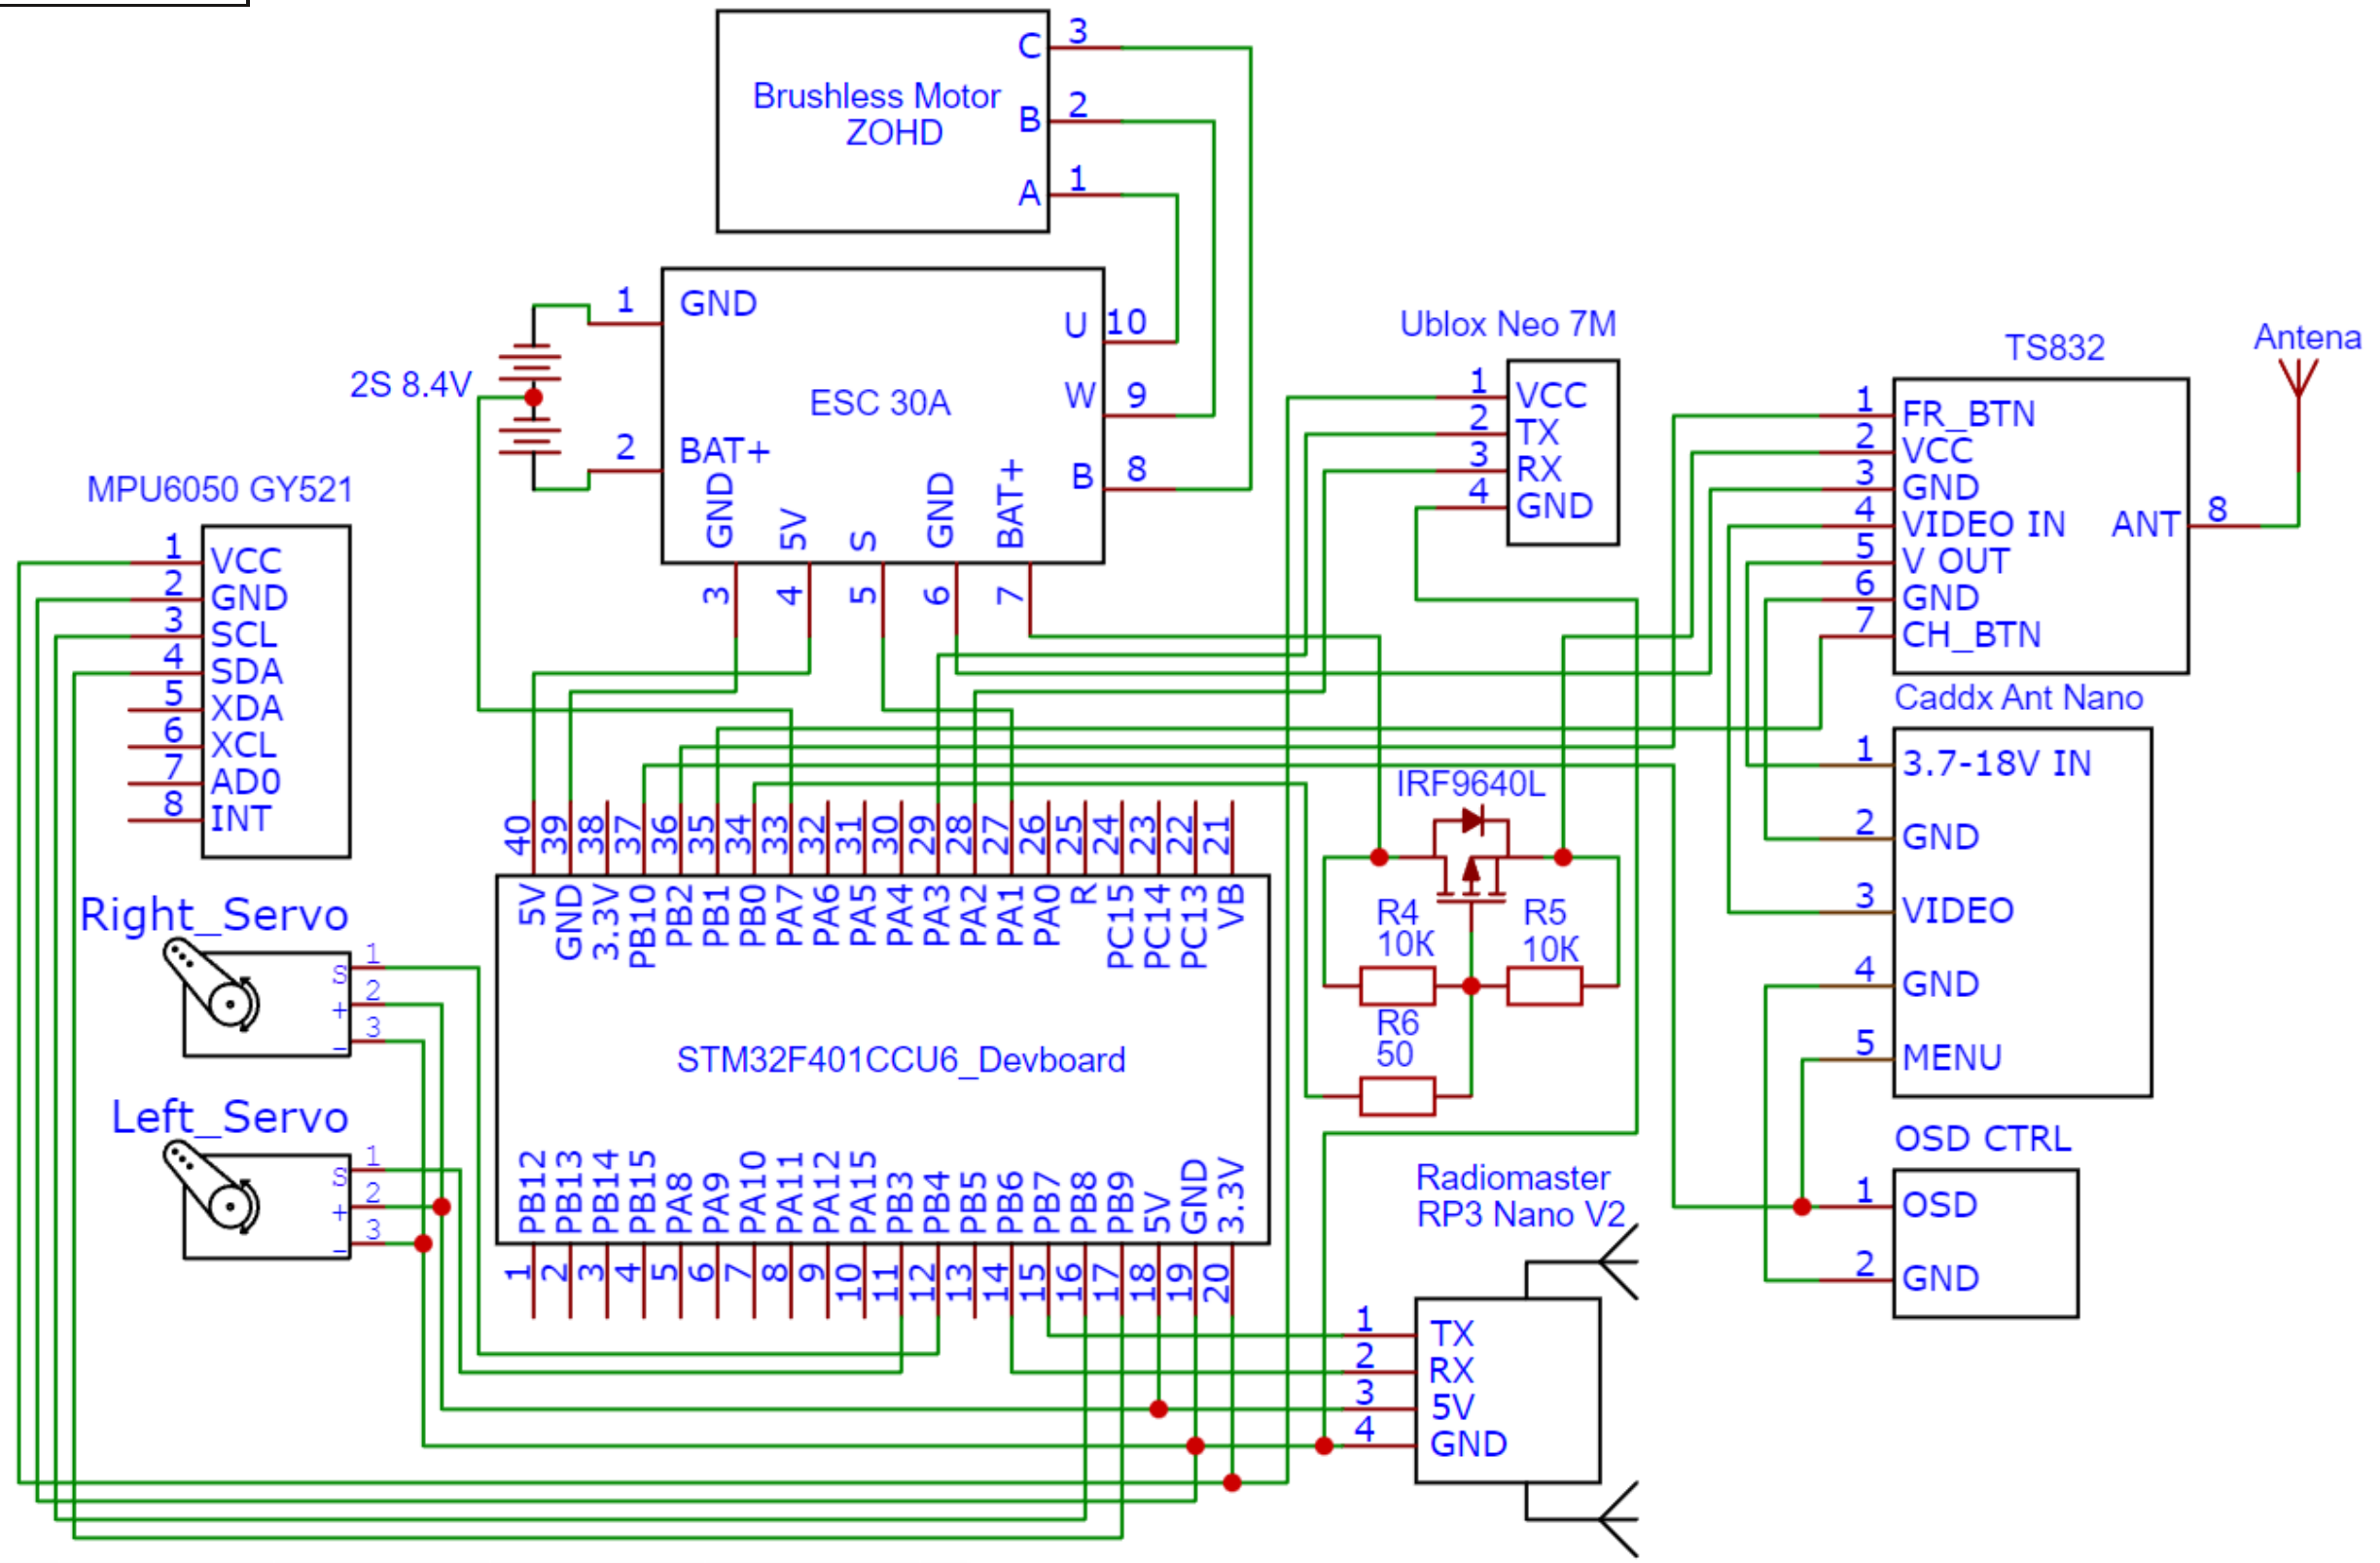 3
C
Brushless Motor
ZOHD
2
B
1
A
1
GND
U
10
2S 8.4V
ESC 30A
W
9
2
BAT+
B
8
GND
5V
S
GND
BAT+
3
4
5
6
7
Ublox Neo 7M
1
VCC
2
TX
3
RX
4
GND
TS832
Antena
1
FR_BTN
2
VCC
3
GND
4
VIDEO IN
ANT
8
5
V OUT
6
GND
7
CH_BTN
MPU6050 GY521
1
VCC
2
GND
3
SCL
4
SDA
5
XDA
6
XCL
7
AD0
8
INT
Caddx Ant Nano
1
3.7-18V IN
2
GND
3
VIDEO
4
GND
5
MENU
IRF9640L
R4
10K
R5
10K
R6
50
40 39 38 37 36 35 34 33 32 31 30 29 28 27 26 25 24 23 22 21
5V GND 3.3V PB10 PB2 PB1 PB0 PA7 PA6 PA5 PA4 PA3 PA2 PA1 PA0 R PC15 PC14 PC13 VB
STM32F401CCU6_Devboard
PB12 PB13 PB14 PB15 PA8 PA9 PA10 PA11 PA12 PA15 PB3 PB4 PB5 PB6 PB7 PB8 PB9 5V GND 3.3V
1 2 3 4 5 6 7 8 9 10 11 12 13 14 15 16 17 18 19 20
Right_Servo
1
S
2
+
3
-
Left_Servo
1
S
2
+
3
-
OSD CTRL
1
OSD
2
GND
Radiomaster
RP3 Nano V2
1
TX
2
RX
3
5V
4
GND